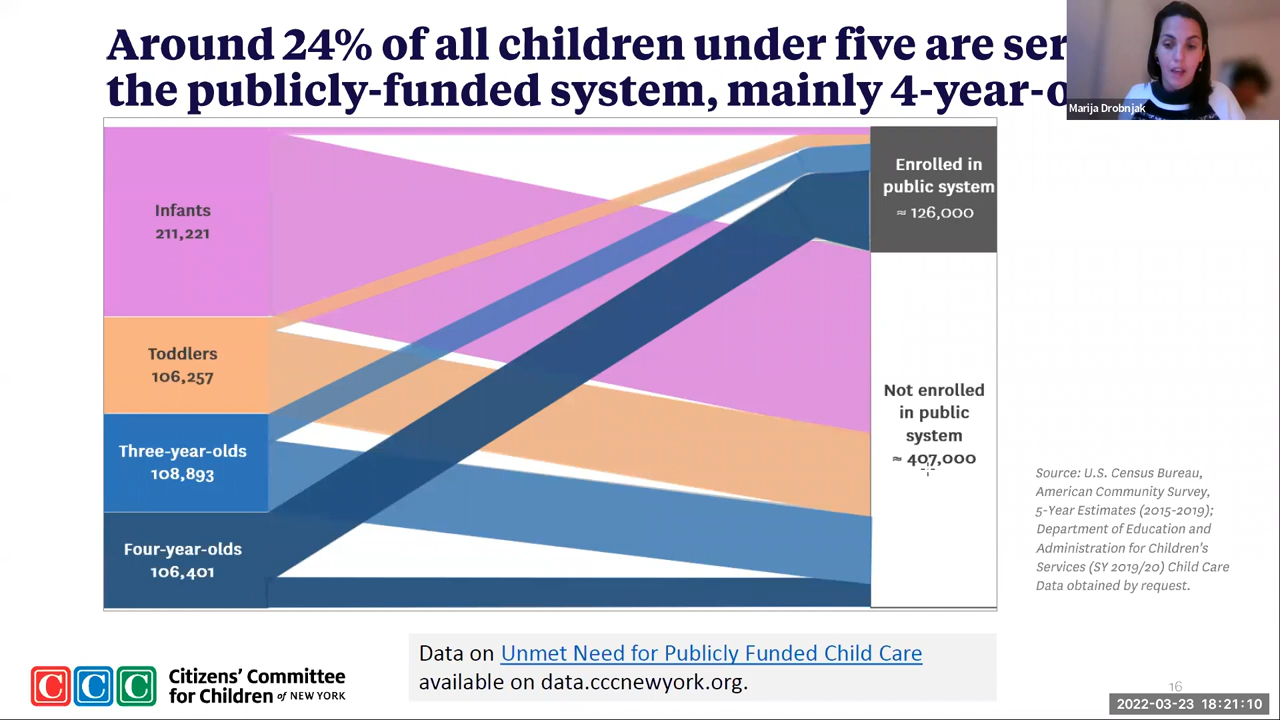 Around 24% of all children under five are ser
the publicly-funded system, mainly 4-year-o
Marija Drobnjak
Infants
211,221
Toddlers
106,257
Three-year-olds
108,893
Four-year-olds
106,401
Enrolled in
public system
≈ 126,000
Not enrolled
in public
system
≈ 407,000
Source: U.S. Census Bureau,
American Community Survey,
5-Year Estimates (2015-2019);
Department of Education and
Administration for Children's
Services (SY 2019/20) Child Care
Data obtained by request.
Data on Unmet Need for Publicly Funded Child Care
available on data.cccnewyork.org.
C C C
Citizens' Committee
for Children of NEW YORK
16
2022-03-23 18:21:10